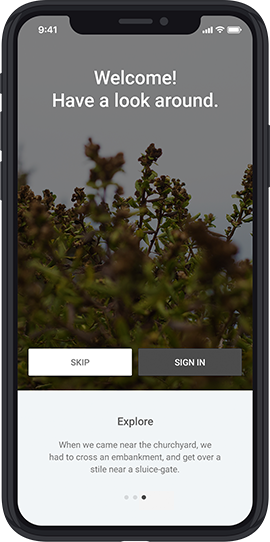 9:41
Welcome!
Have a look around.
SKIP
SIGN IN
Explore
When we came near the churchyard, we
had to cross an embankment, and get over a
stile near a sluice-gate.